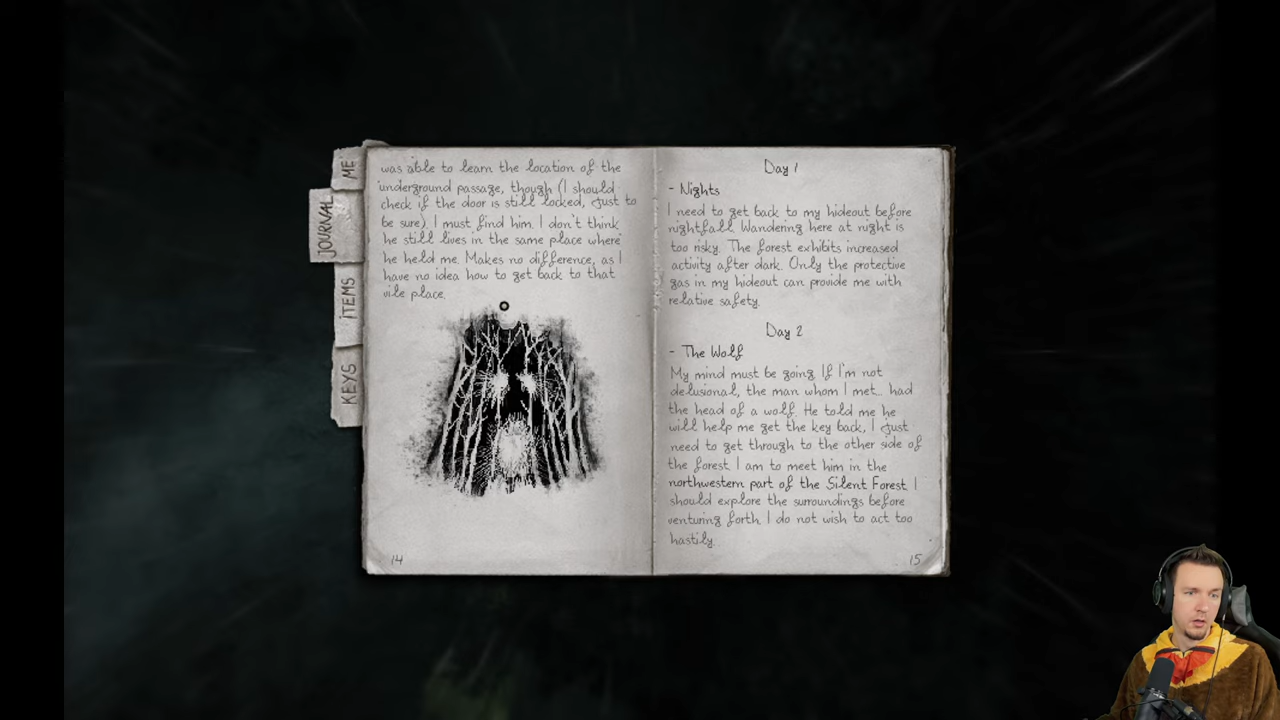 ME
JOURNAL
ITEMS
KEYS
was able to learn the location of the
underground passage, though (I should
check if the door is still locked, just to
be sure). I must find him. I don't think
he still lives in the same place where
he held me. Makes no difference, as I
have no idea how to get back to that
vile place.
14
Day 1
- Nights
I need to get back to my hideout before
nightfall. Wandering here at night is
too risky. The forest exhibits increased
activity after dark. Only the protective
gas in my hideout can provide me with
relative safety.
Day 2
- The Wolf
My mind must be going. If I'm not
delusional, the man whom I met... had
the head of a wolf. He told me he
will help me get the key back, I just
need to get through to the other side of
the forest. I am to meet him in the
northwestern part of the Silent Forest. I
should explore the surroundings before
venturing forth. I do not wish to act too
hastily.
15